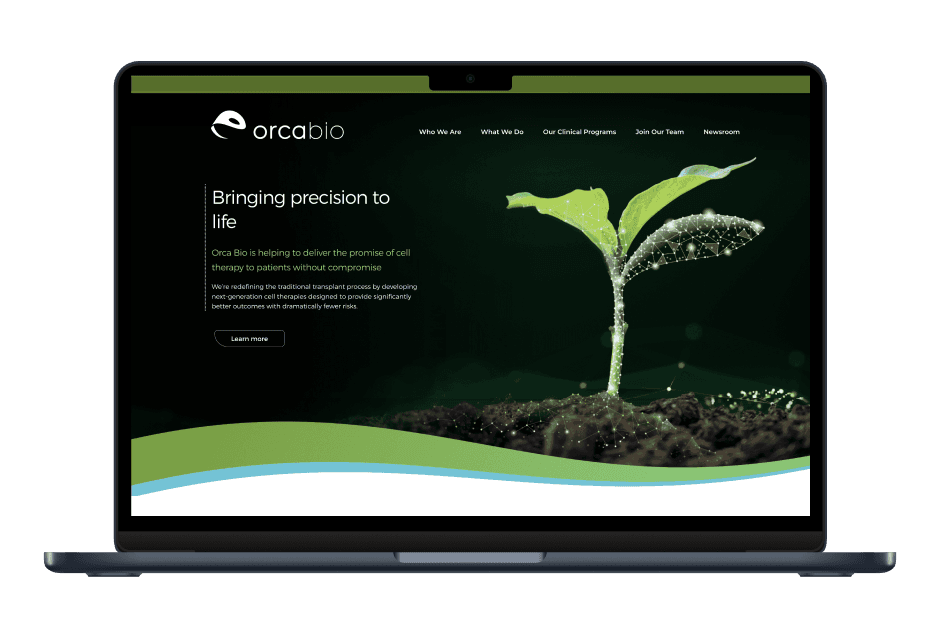 orcabio
Who We Are What We Do Our Clinical Programs Join Our Team Newsroom
Bringing precision to
life
Orca Bio is helping to deliver the promise of cell
therapy to patients without compromise
We're redefining the traditional transplant process by developing
next-generation cell therapies designed to provide significantly
better outcomes with dramatically fewer risks.
Learn more